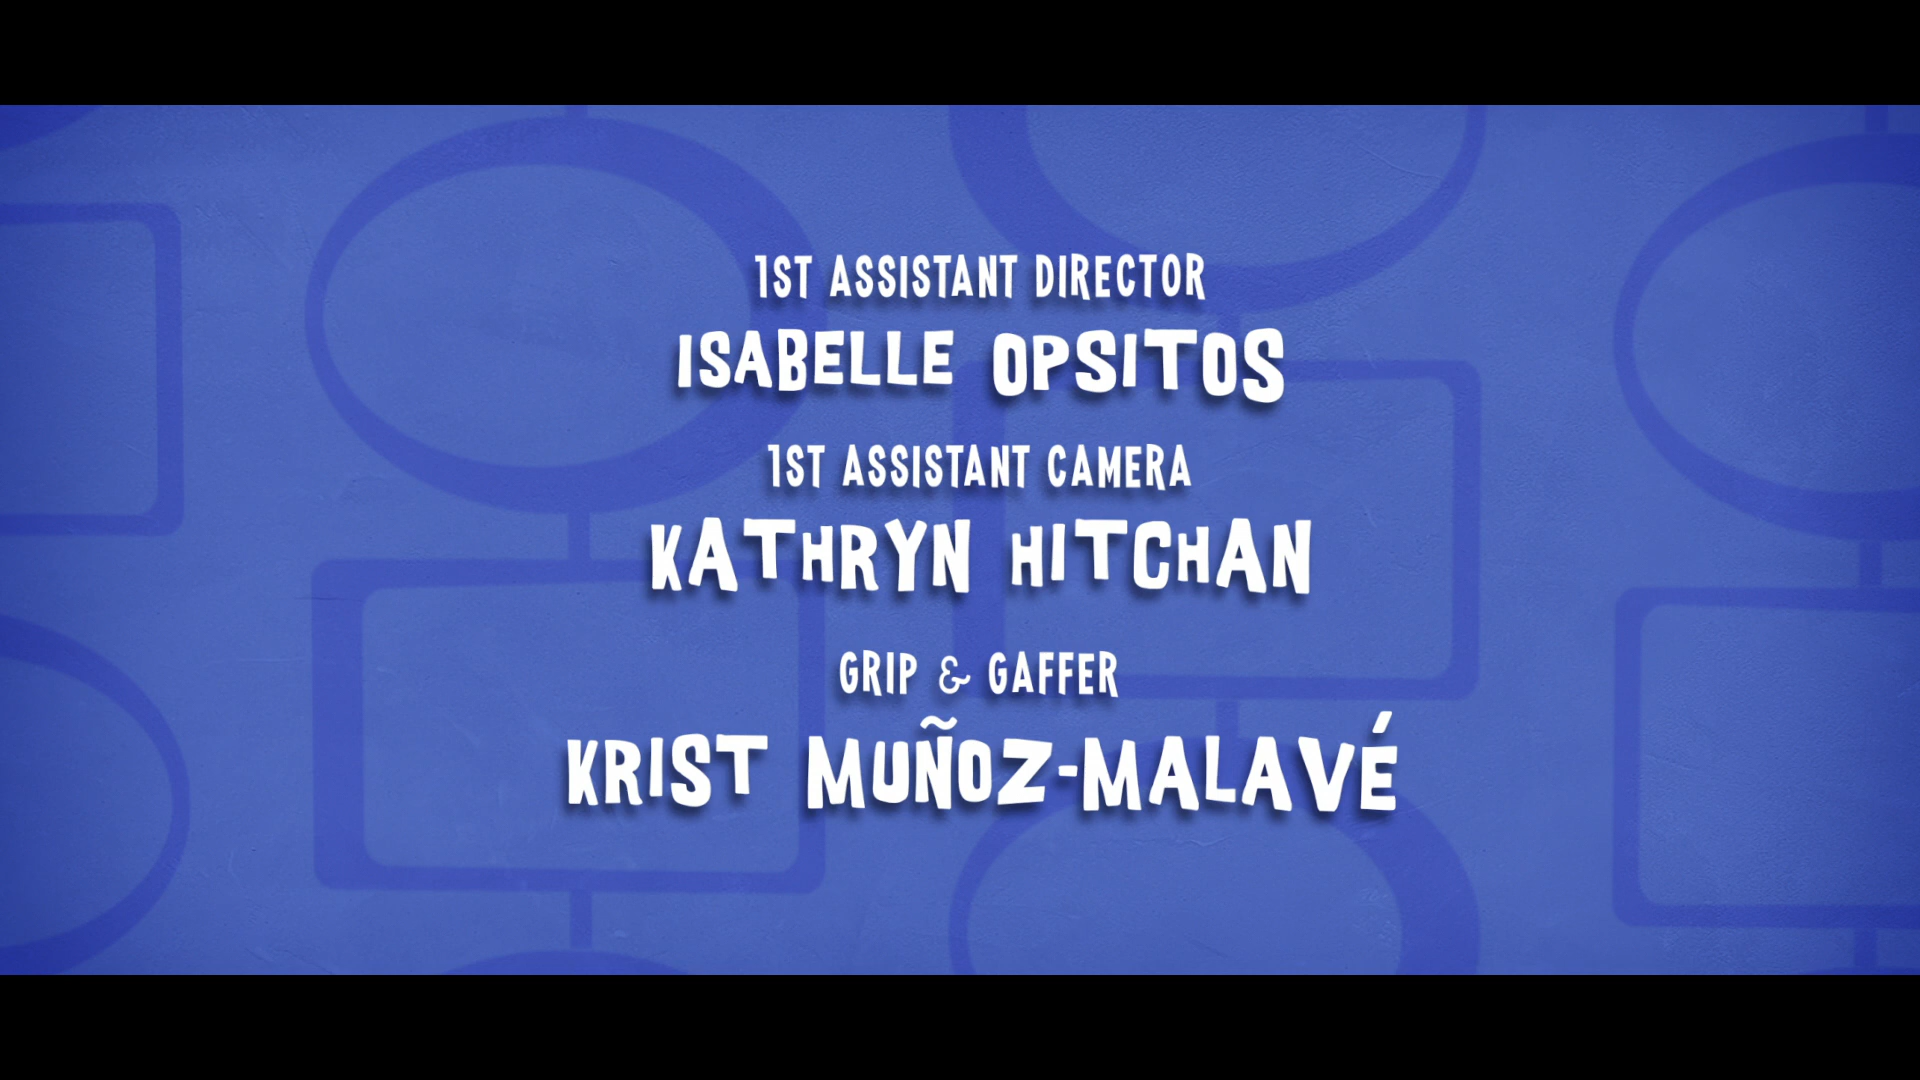 1ST ASSISTANT DIRECTOR
ISABELLE OPSITOS
1ST ASSISTANT CAMERA
KATHRYN HITCHAN
GRIP & GAFFER
KRIST MUÑOZ-MALAVÉ